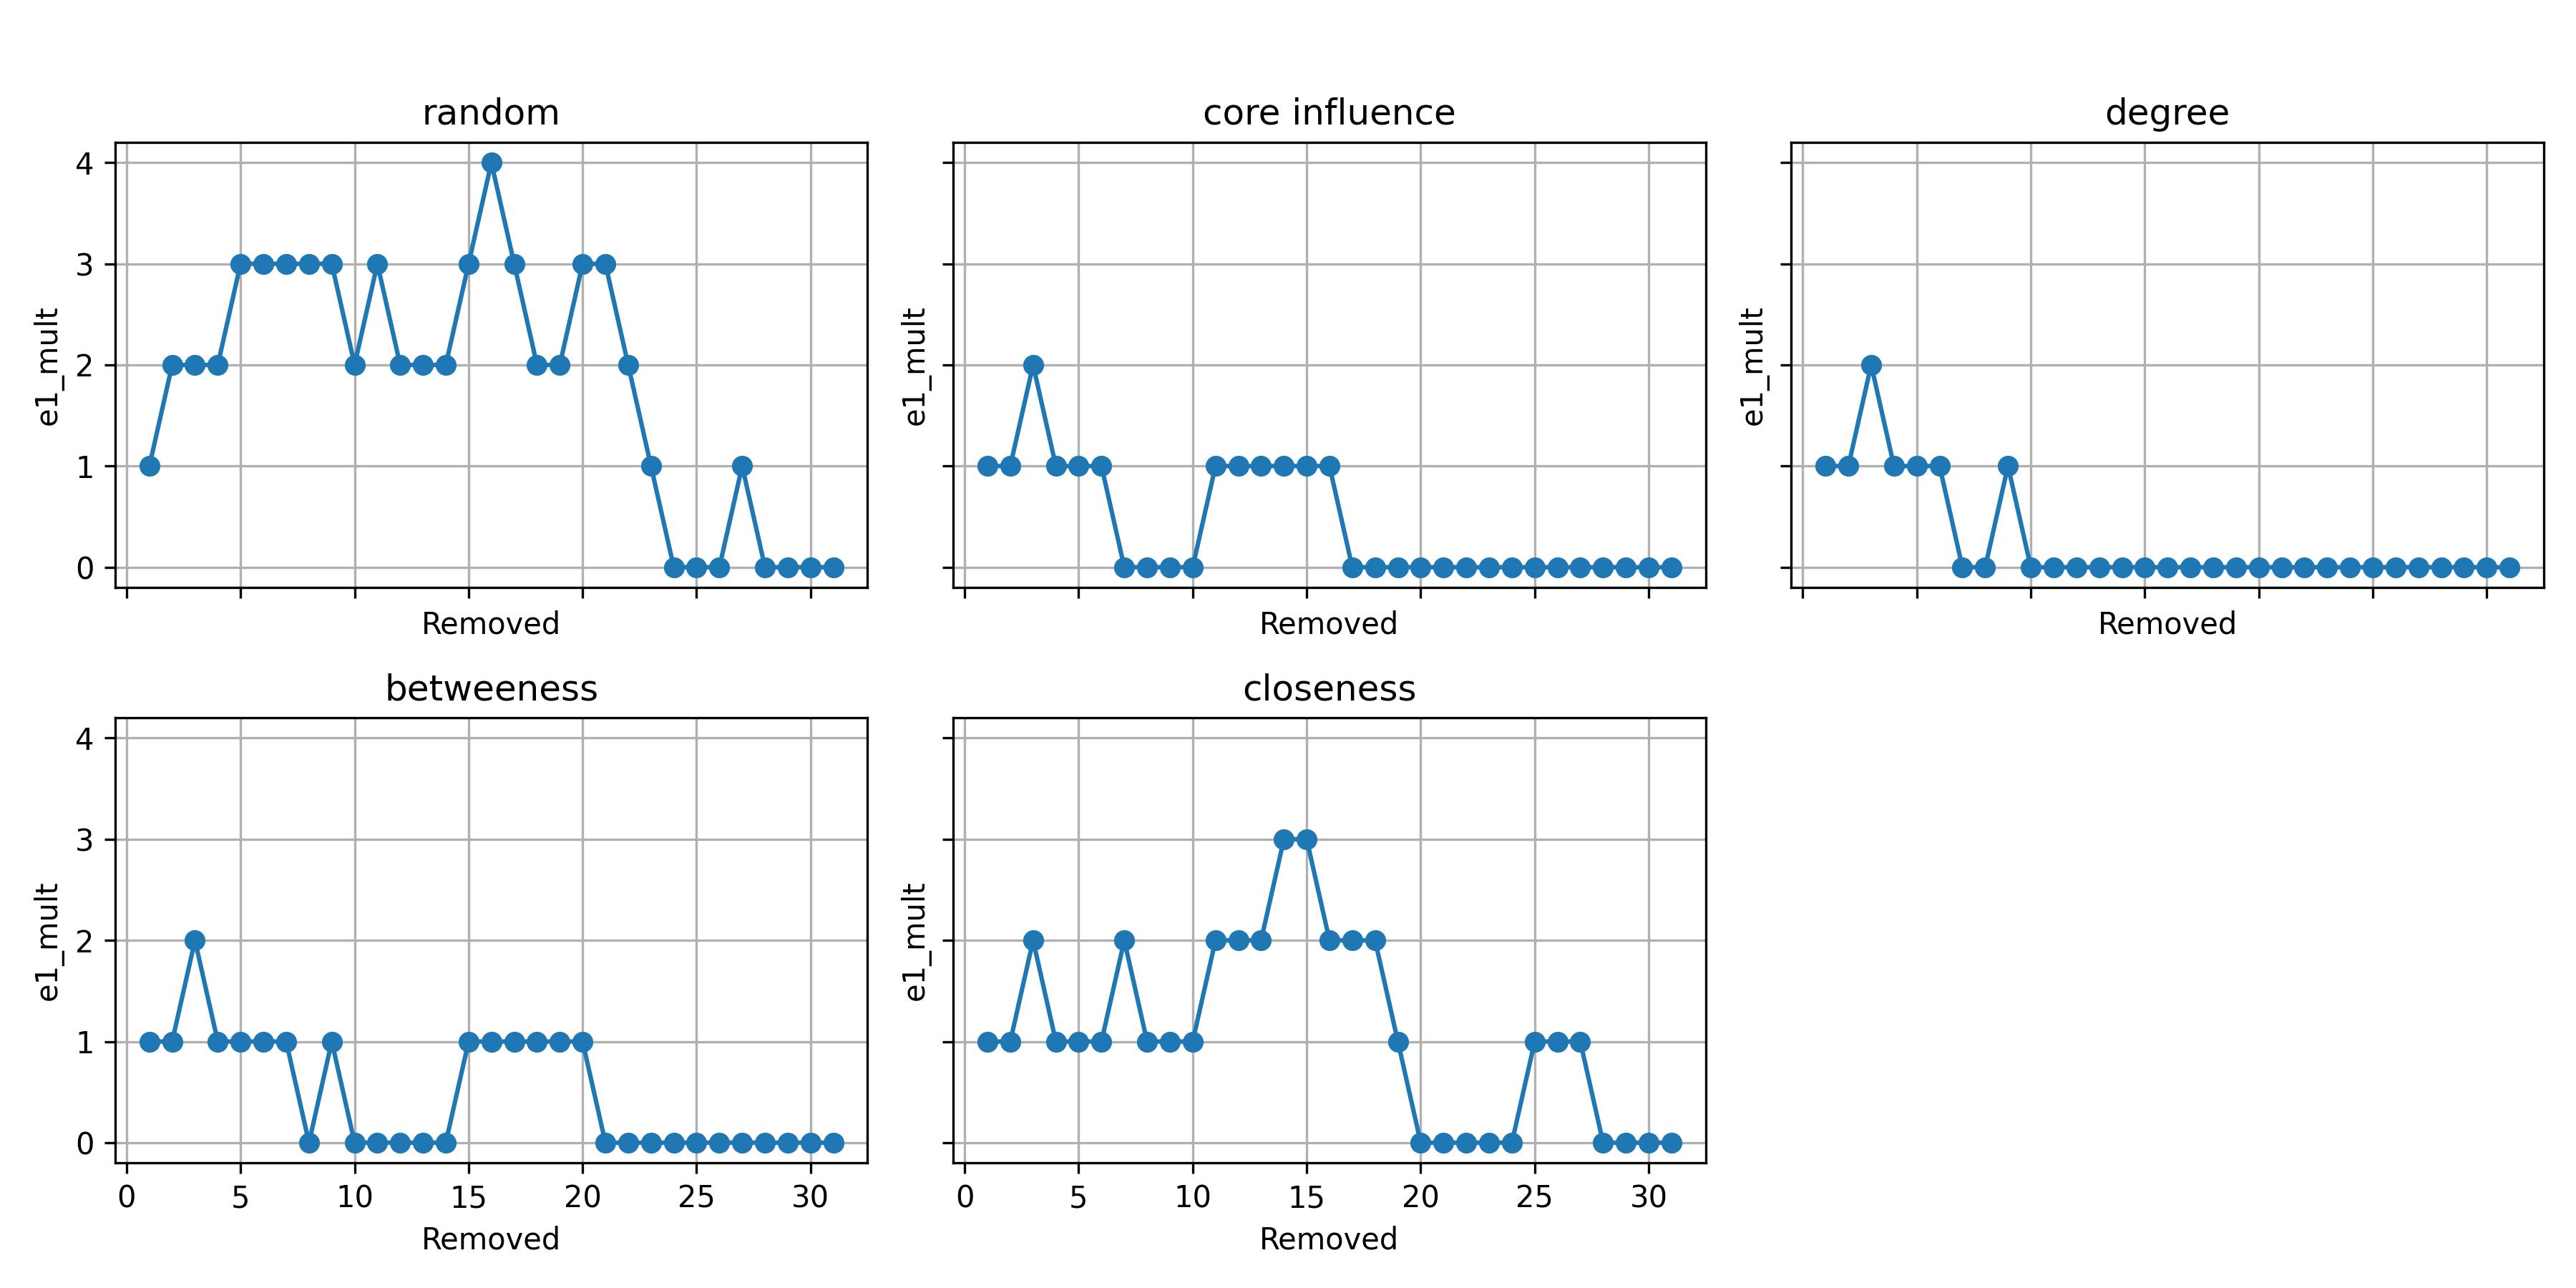 random
4
3
2
1
0
e1_mult
Removed
core influence
e1_mult
Removed
degree
e1_mult
Removed
betweeness
4
3
2
1
0
e1_mult
0 5 10 15 20 25 30
Removed
closeness
e1_mult
0 5 10 15 20 25 30
Removed